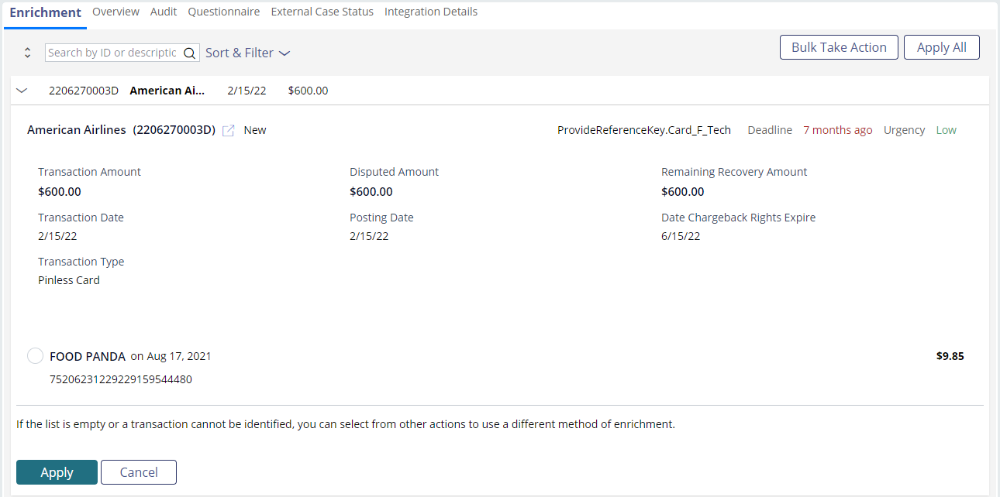 Enrichment Overview Audit Questionnaire External Case Status Integration Details
Search by ID or descriptic Sort & Filter Bulk Take Action Apply All
2206270003D American Ai... 2/15/22 $600.00
American Airlines (2206270003D) New ProvideReferenceKey.Card_F_Tech Deadline 7 months ago Urgency Low
Transaction Amount Disputed Amount Remaining Recovery Amount
$600.00 $600.00 $600.00
Transaction Date Posting Date Date Chargeback Rights Expire
2/15/22 2/15/22 6/15/22
Transaction Type
Pinless Card
FOOD PANDA on Aug 17, 2021 $9.85
75206231229229159544480
If the list is empty or a transaction cannot be identified, you can select from other actions to use a different method of enrichment.
Apply Cancel